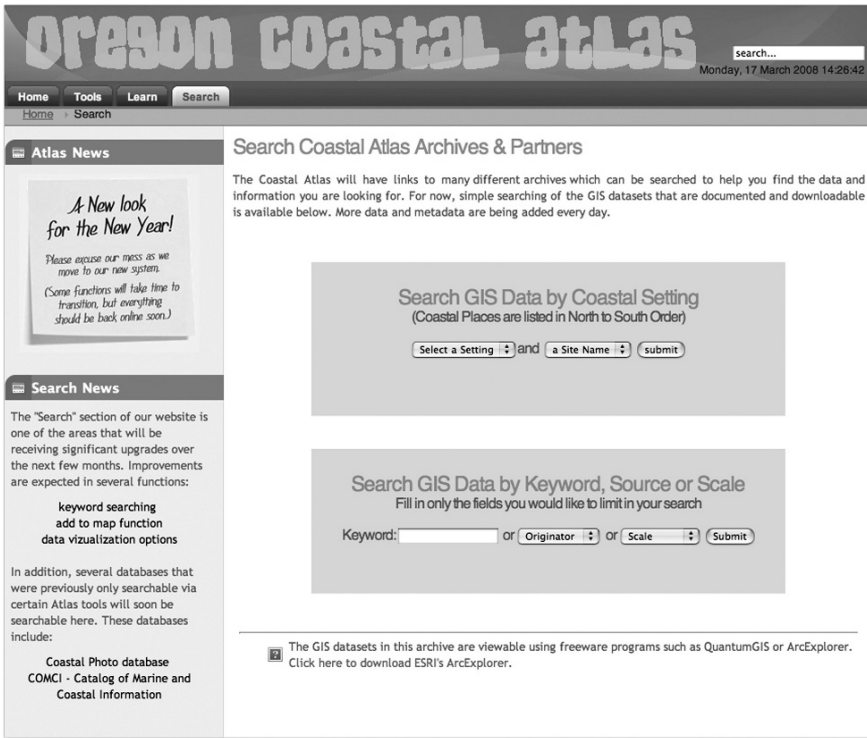 OREGON COASTAL ATLAS
search...
Monday, 17 March 2008 14:26:42
Home Tools Learn Search
Home › Search
Atlas News
A New look
for the New Year!
Please excuse our mess as we
move to our new system.
(Some functions will take time to
transition, but everything
should be back online soon.)
Search News
The "Search" section of our website is
one of the areas that will be
receiving significant upgrades over
the next few months. Improvements
are expected in several functions:
keyword searching
add to map function
data vizualization options
In addition, several databases that
were previously only searchable via
certain Atlas tools will soon be
searchable here. These databases
include:
Coastal Photo database
COMCI - Catalog of Marine and
Coastal Information
Search Coastal Atlas Archives & Partners
The Coastal Atlas will have links to many different archives which can be searched to help you find the data and
information you are looking for. For now, simple searching of the GIS datasets that are documented and downloadable
is available below. More data and metadata are being added every day.
Search GIS Data by Coastal Setting
(Coastal Places are listed in North to South Order)
Select a Setting and a Site Name submit
Search GIS Data by Keyword, Source or Scale
Fill in only the fields you would like to limit in your search
Keyword: or Originator or Scale Submit
? The GIS datasets in this archive are viewable using freeware programs such as QuantumGIS or ArcExplorer.
Click here to download ESRI's ArcExplorer.